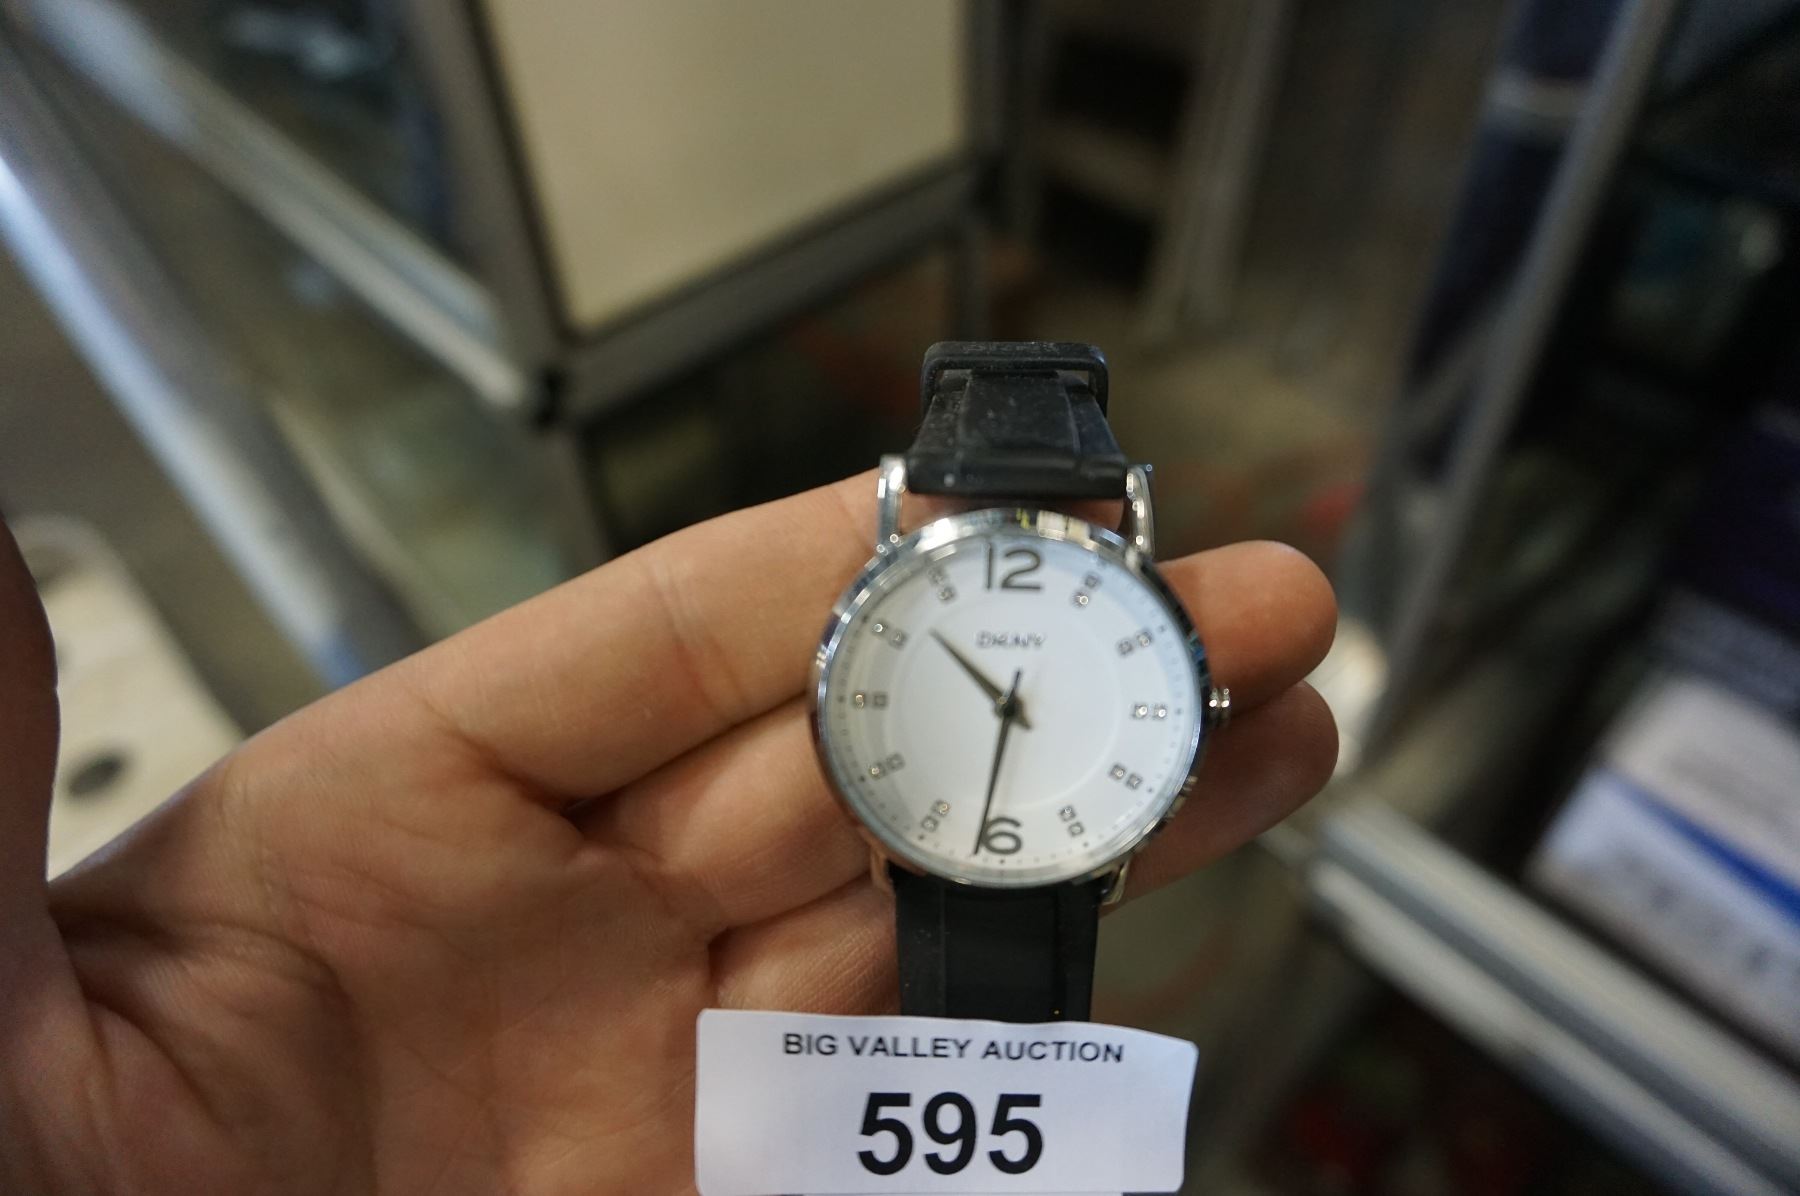 12
DKNY
6
BIG VALLEY AUCTION
595